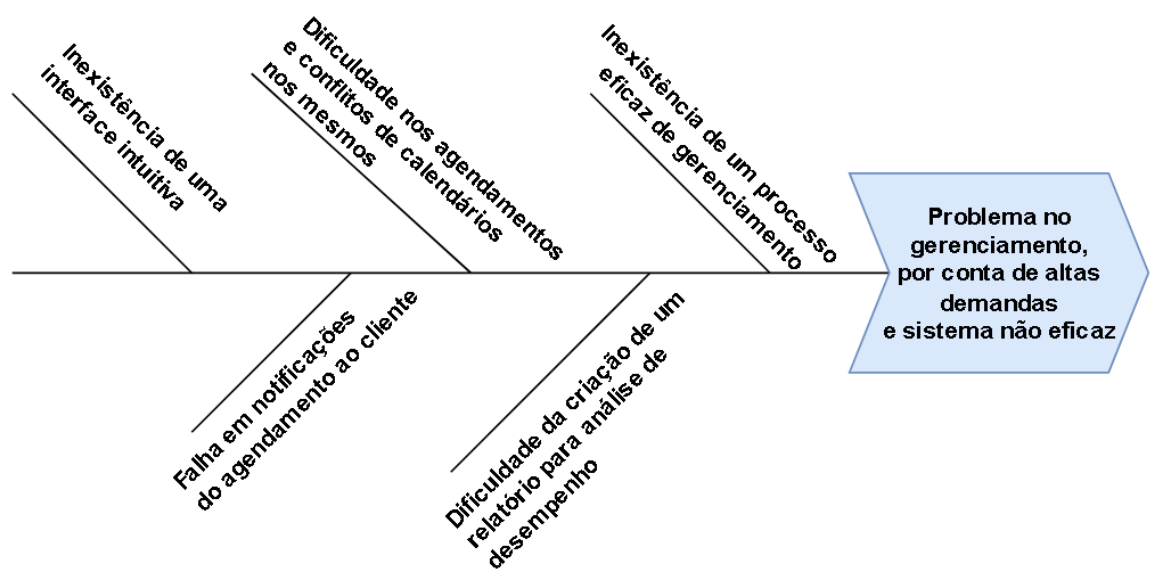 Inexistência de uma
interface intuitiva
Dificuldade nos agendamentos
e conflitos de calendários
nos mesmos
Inexistência de um processo
eficaz de gerenciamento
Problema no
gerenciamento,
por conta de altas
demandas
e sistema não eficaz
Falha em notificações
do agendamento ao cliente
Dificuldade da criação de um
relatório para análise de
desempenho